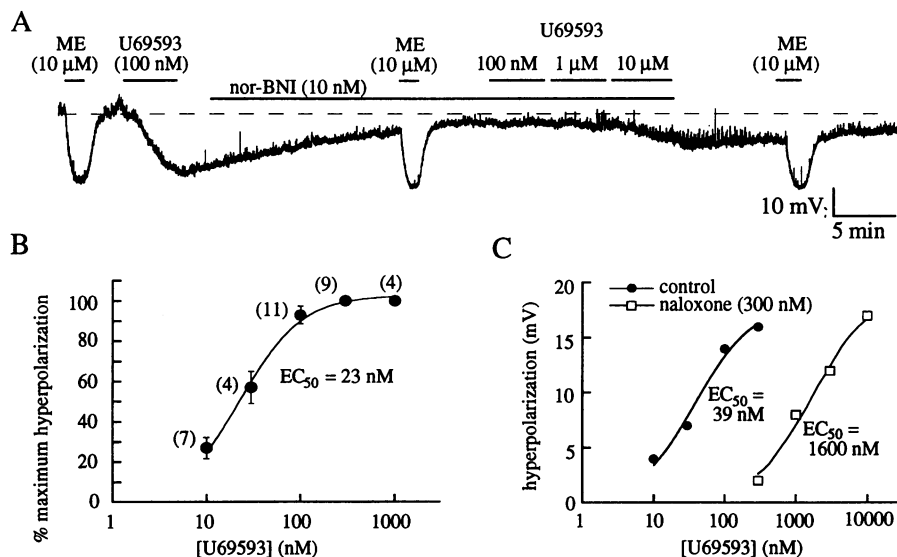 A
ME
(10 µM)
U69593
(100 nM)
nor-BNI (10 nM)
ME
(10 µM)
U69593
100 nM
1 µM
10 µM
ME
(10 µM)
10 mV
5 min
B
% maximum hyperpolarization
100
80
60
40
20
0
(7)
(4)
(11)
(9)
(4)
EC50 = 23 nM
1
10
100
1000
[U69593] (nM)
C
hyperpolarization (mV)
20
15
10
5
0
control
naloxone (300 nM)
EC50 =
39 nM
EC50 =
1600 nM
1
10
100
1000
10000
[U69593] (nM)